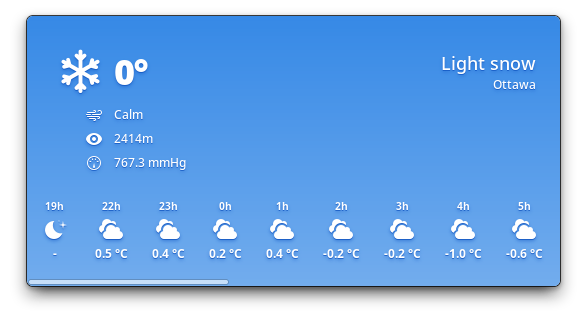 0°
Light snow
Ottawa
Calm
2414m
767.3 mmHg
19h 22h 23h 0h 1h 2h 3h 4h 5h
- 0.5 °C 0.4 °C 0.2 °C 0.4 °C -0.2 °C -0.2 °C -1.0 °C -0.6 °C